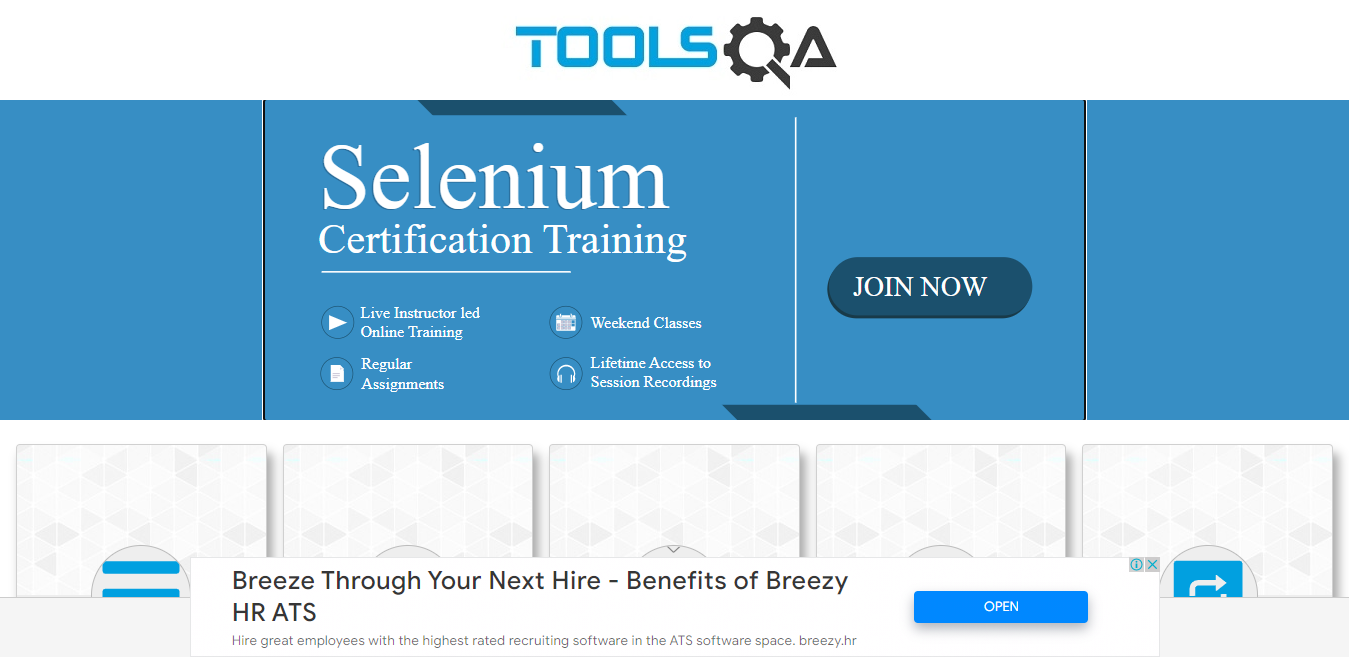 TOOLSQA
Selenium
Certification Training
Live Instructor led
Online Training
Weekend Classes
Regular
Assignments
Lifetime Access to
Session Recordings
JOIN NOW
Breeze Through Your Next Hire - Benefits of Breezy
HR ATS
Hire great employees with the highest rated recruiting software in the ATS software space. breezy.hr
OPEN